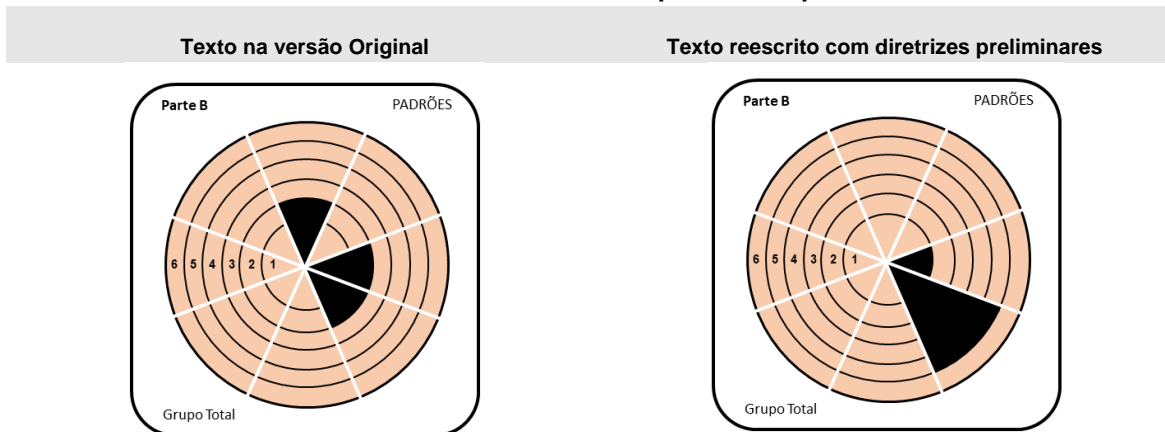 Texto na versão Original
Texto reescrito com diretrizes preliminares
Parte B
PADRÕES
6 5 4 3 2 1
Grupo Total
Parte B
PADRÕES
6 5 4 3 2 1
Grupo Total